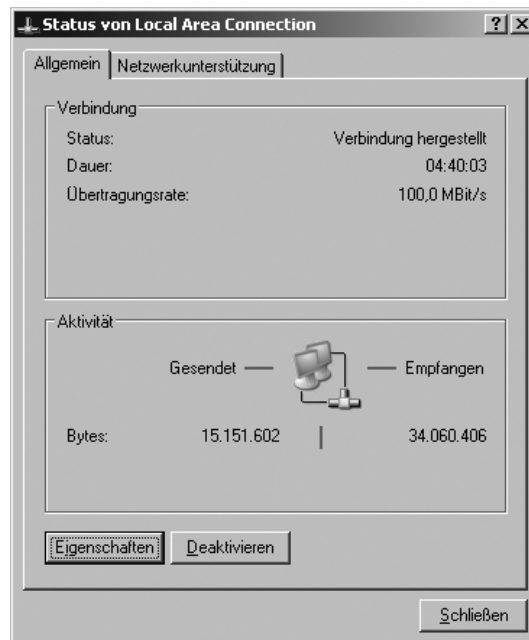 Status von Local Area Connection
Allgemein Netzwerkunterstützung
Verbindung
Status: Verbindung hergestellt
Dauer: 04:40:03
Übertragungsrate: 100,0 MBit/s
Aktivität
Gesendet Empfangen
Bytes: 15.151.602 34.060.406
Eigenschaften Deaktivieren
Schließen